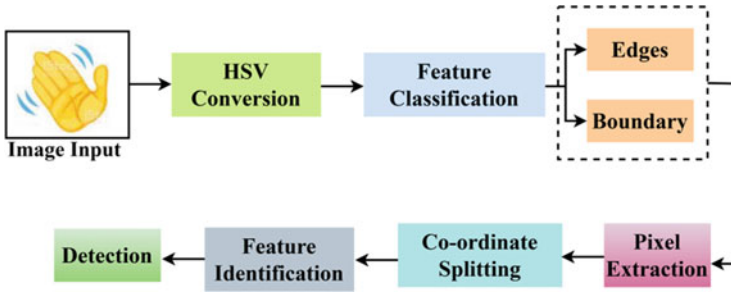 Image Input
HSV
Conversion
Feature
Classification
Edges
Boundary
Pixel
Extraction
Co-ordinate
Splitting
Feature
Identification
Detection